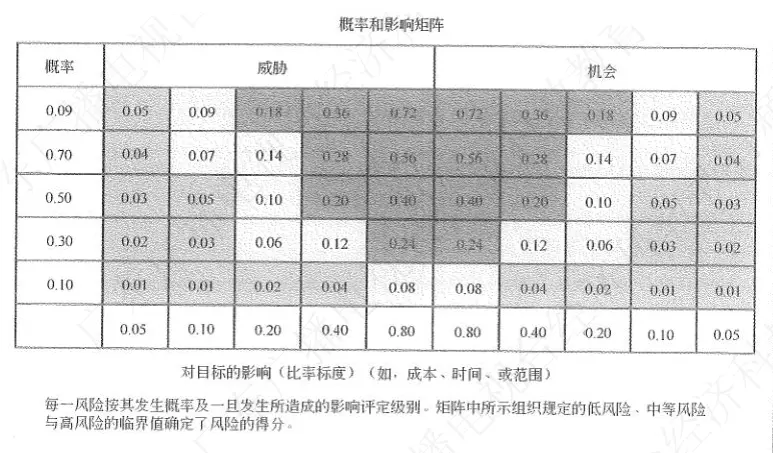 概率和影响矩阵
概率 威胁 机会
0.09 0.05 0.09 0.18 0.36 0.72 0.72 0.36 0.18 0.09 0.05
0.70 0.04 0.07 0.14 0.28 0.56 0.56 0.28 0.14 0.07 0.04
0.50 0.03 0.05 0.10 0.20 0.40 0.40 0.20 0.10 0.05 0.03
0.30 0.02 0.03 0.06 0.12 0.24 0.24 0.12 0.06 0.03 0.02
0.10 0.01 0.01 0.02 0.04 0.08 0.08 0.04 0.02 0.01 0.01
0.05 0.10 0.20 0.40 0.80 0.80 0.40 0.20 0.10 0.05
对目标的影响（比率标度）（如，成本、时间、或范围）
每一风险按其发生概率及一旦发生所造成的影响评定级别。矩阵中所示组织规定的低风险、中等风险
与高风险的临界值确定了风险的得分。